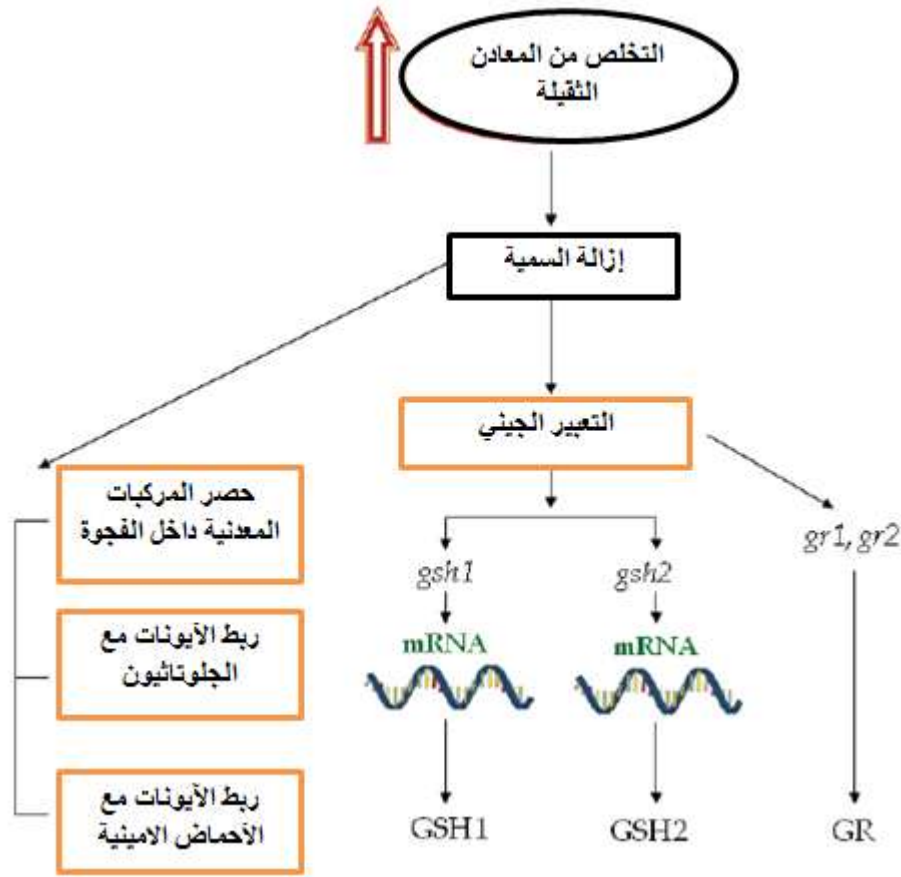 التخلص من المعادن
الثقيلة
إزالة السمية
التعبير الجيني
حصر المركبات
المعدنية داخل الفجوة
ربط الآيونات مع
الجلوتاثيون
ربط الآيونات مع
الأحماض الامينية
gsh1
gsh2
gr1, gr2
mRNA
mRNA
GSH1
GSH2
GR